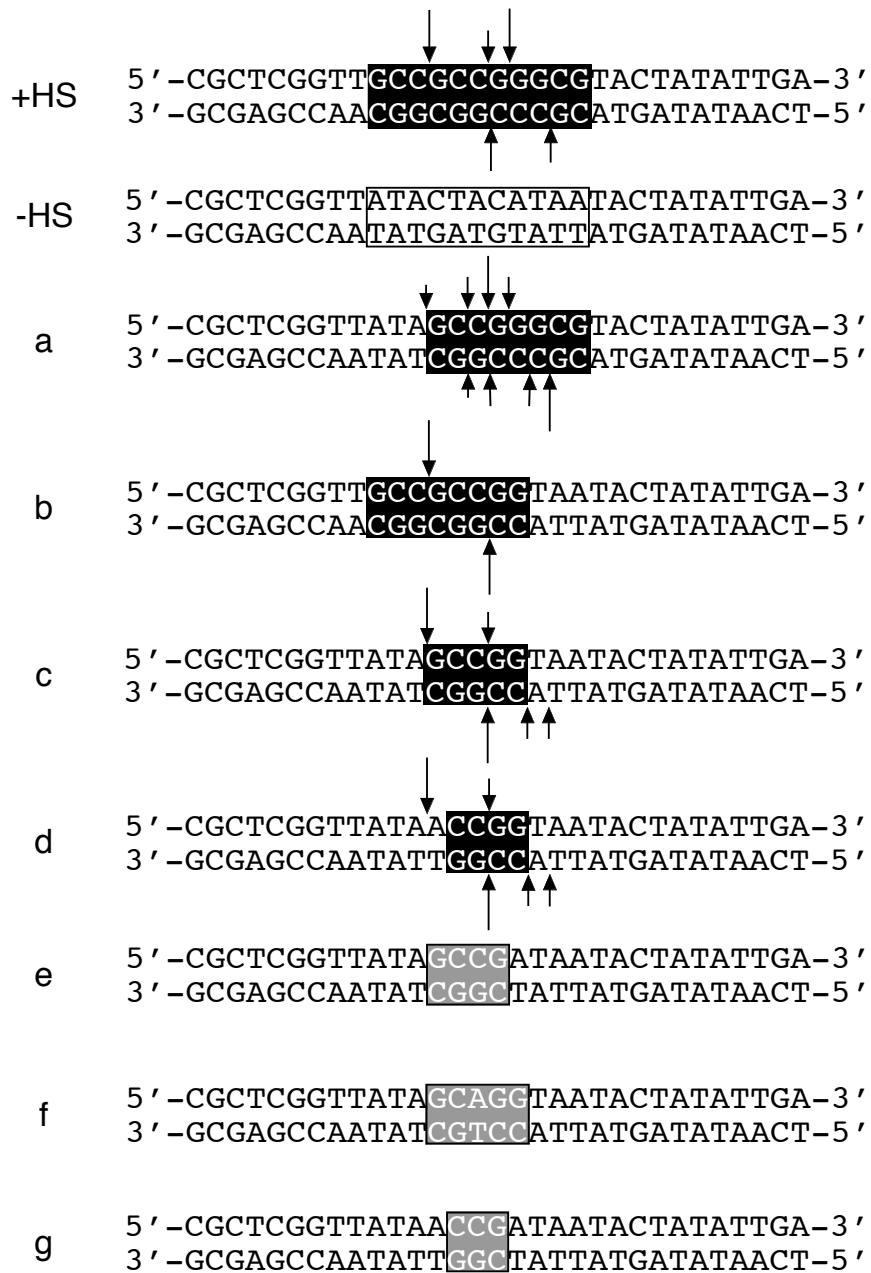 +HS
5′-CGCTCGGTTGCCGCCGGGCGTACTATATTGA-3′
3′-GCGAGCCAACGGCGGCCCGCATGATATAACT-5′
-HS
5′-CGCTCGGTTATACTACATAATACTATATTGA-3′
3′-GCGAGCCAATATGATGTATTATGATATAACT-5′
a
5′-CGCTCGGTTATAGCCGGGCGTACTATATTGA-3′
3′-GCGAGCCAATATCGGCCCGCATGATATAACT-5′
b
5′-CGCTCGGTTGCCGCCGGTAATACTATATTGA-3′
3′-GCGAGCCAACGGCGGCCATTATGATATAACT-5′
c
5′-CGCTCGGTTATAGCCGGTAATACTATATTGA-3′
3′-GCGAGCCAATATCGGCCATTATGATATAACT-5′
d
5′-CGCTCGGTTATAACCGGTAATACTATATTGA-3′
3′-GCGAGCCAATATTGGCCATTATGATATAACT-5′
e
5′-CGCTCGGTTATAGCCGATAATACTATATTGA-3′
3′-GCGAGCCAATATCGGCTATTATGATATAACT-5′
f
5′-CGCTCGGTTATAGCAGGTAATACTATATTGA-3′
3′-GCGAGCCAATATCGTCCATTATGATATAACT-5′
g
5′-CGCTCGGTTATAACCGATAATACTATATTGA-3′
3′-GCGAGCCAATATTGGCTATTATGATATAACT-5′